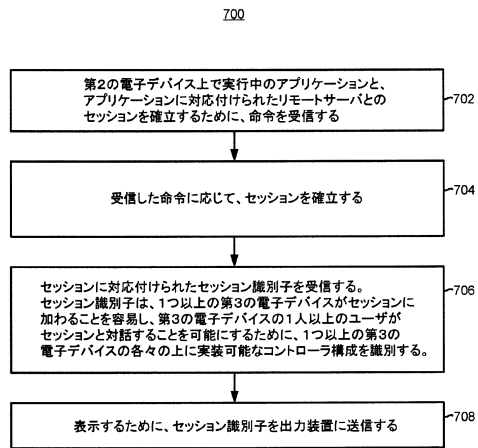 700
第2の電子デバイス上で実行中のアプリケーションと、
アプリケーションに対応付けられたリモートサーバとの
セッションを確立するために、命令を受信する
702
受信した命令に応じて、セッションを確立する
704
セッションに対応付けられたセッション識別子を受信する。
セッション識別子は、1つ以上の第3の電子デバイスがセッションに
加わることを容易し、第3の電子デバイスの1人以上のユーザが
セッションと対話することを可能にするために、1つ以上の第3の
電子デバイスの各々の上に実装可能なコントローラ構成を識別する。
706
表示するために、セッション識別子を出力装置に送信する
708